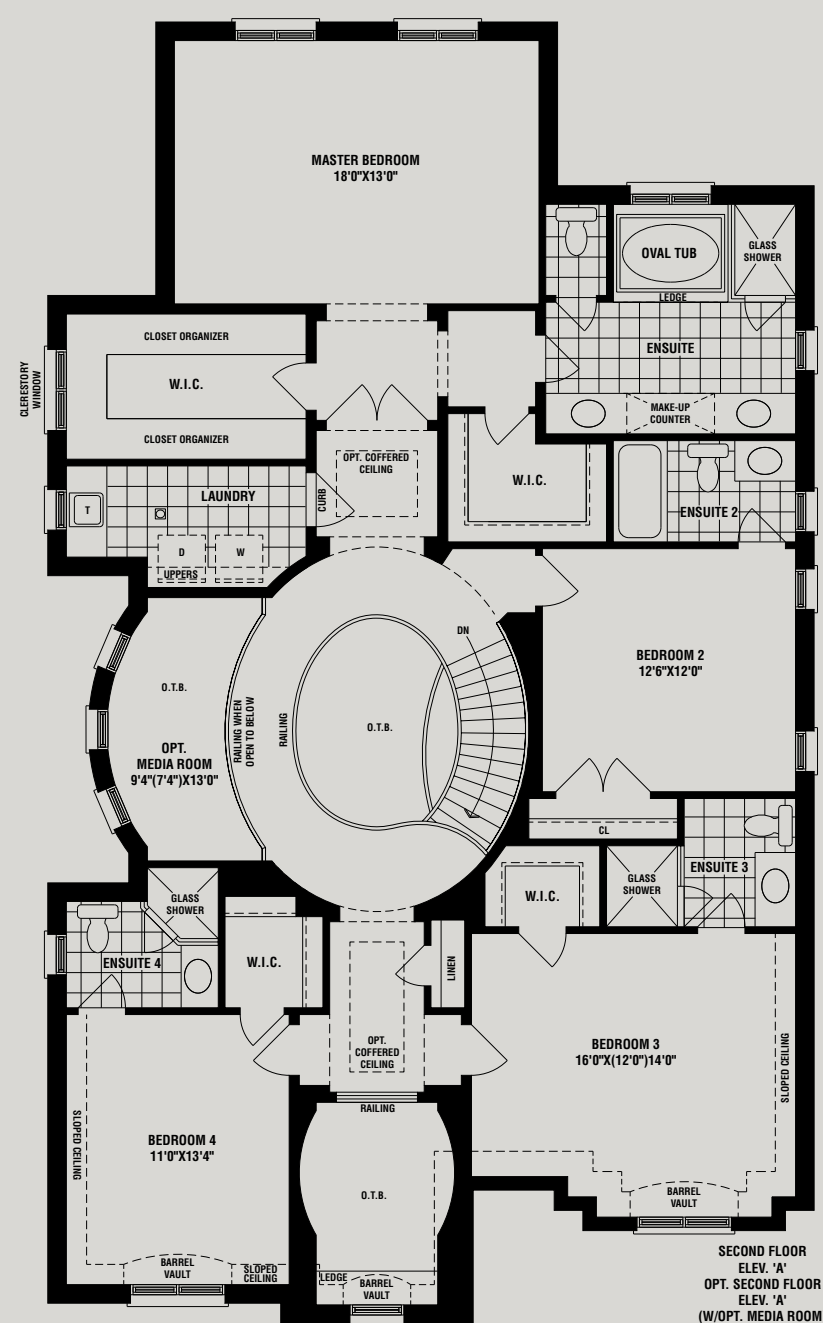 MASTER BEDROOM
18'0"X13'0"
OVAL TUB
GLASS
SHOWER
LEDGE
CLOSET ORGANIZER
W.I.C.
CLOSET ORGANIZER
CLERESTORY
WINDOW
ENSUITE
MAKE-UP
COUNTER
OPT. COFFERED
CEILING
W.I.C.
LAUNDRY
CURB
T
D
W
UPPERS
ENSUITE 2
DN
BEDROOM 2
12'6"X12'0"
O.T.B.
OPT.
MEDIA ROOM
9'4"(7'4")X13'0"
RAILING WHEN
OPEN TO BELOW
RAILING
O.T.B.
CL
GLASS
SHOWER
ENSUITE 3
W.I.C.
GLASS
SHOWER
ENSUITE 4
W.I.C.
LINEN
OPT.
COFFERED
CEILING
BEDROOM 3
16'0"X(12'0")14'0"
SLOPED CEILING
RAILING
SLOPED CEILING
BEDROOM 4
11'0"X13'4"
O.T.B.
BARREL
VAULT
BARREL
VAULT
SLOPED
CEILING
LEDGE
BARREL
VAULT
SECOND FLOOR
ELEV. 'A'
OPT. SECOND FLOOR
ELEV. 'A'
(W/OPT. MEDIA ROOM